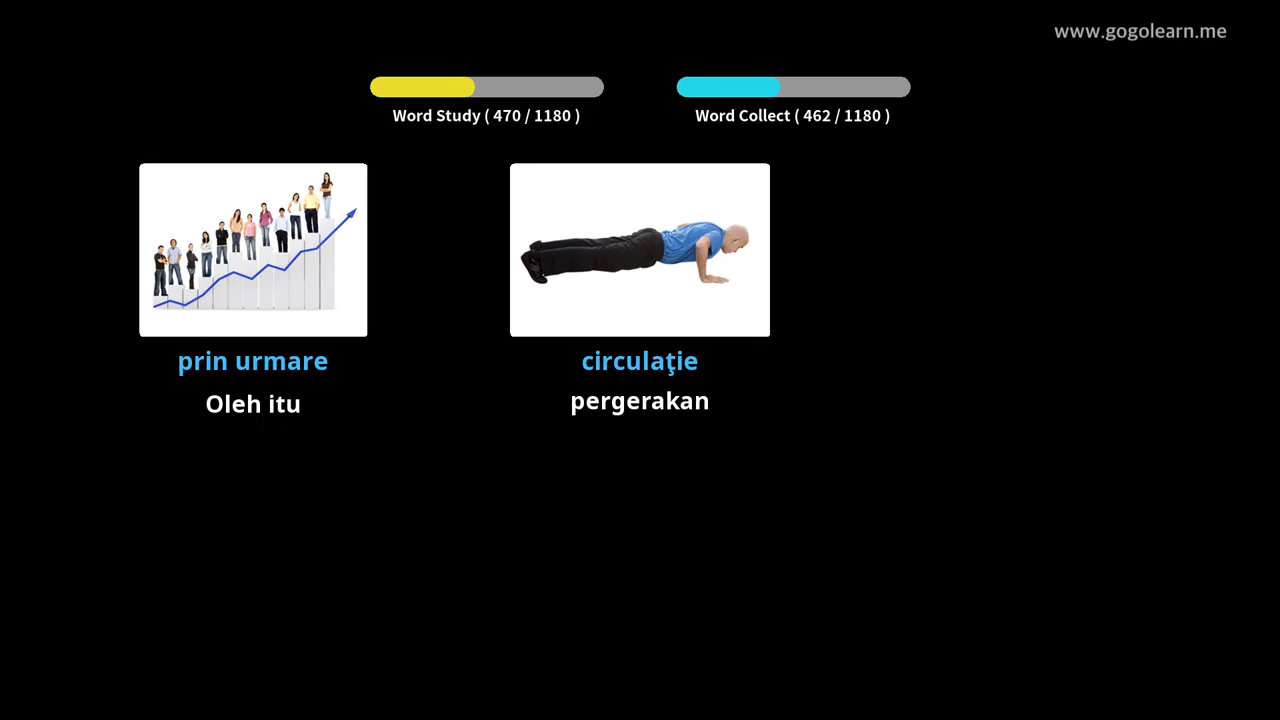 www.gogolearn.me
Word Study ( 470 / 1180 )
Word Collect ( 462 / 1180 )
prin urmare
Oleh itu
circulaţie
pergerakan